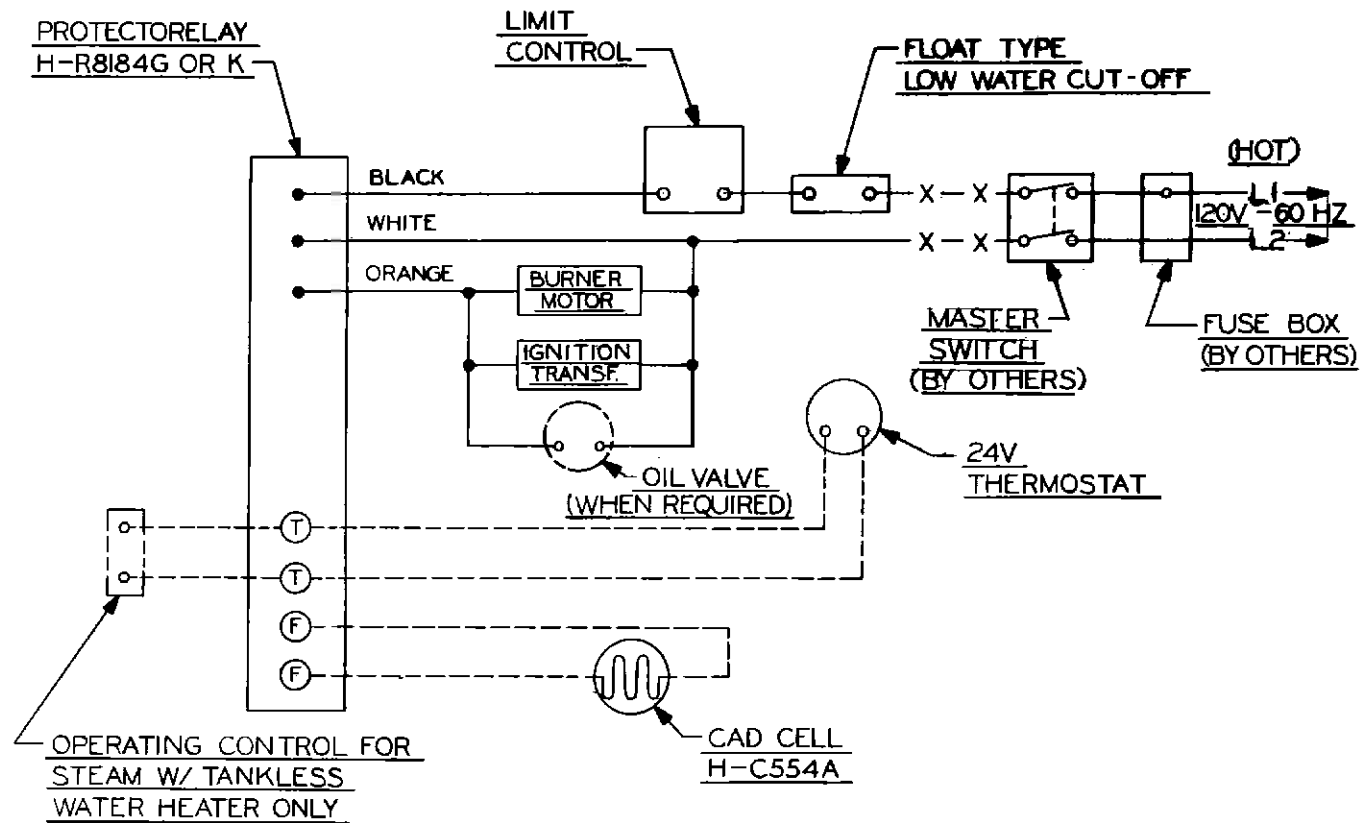 PROTECTORELAY
H-R8184G OR K
LIMIT
CONTROL
FLOAT TYPE
LOW WATER CUT-OFF
(HOT)
BLACK
X X
L1
120V-60 HZ
WHITE
X X
L2
ORANGE
BURNER
MOTOR
IGNITION
TRANSF.
MASTER
SWITCH
(BY OTHERS)
FUSE BOX
(BY OTHERS)
OIL VALVE
(WHEN REQUIRED)
24V
THERMOSTAT
T
T
F
F
OPERATING CONTROL FOR
STEAM W/ TANKLESS
WATER HEATER ONLY
CAD CELL
H-C554A